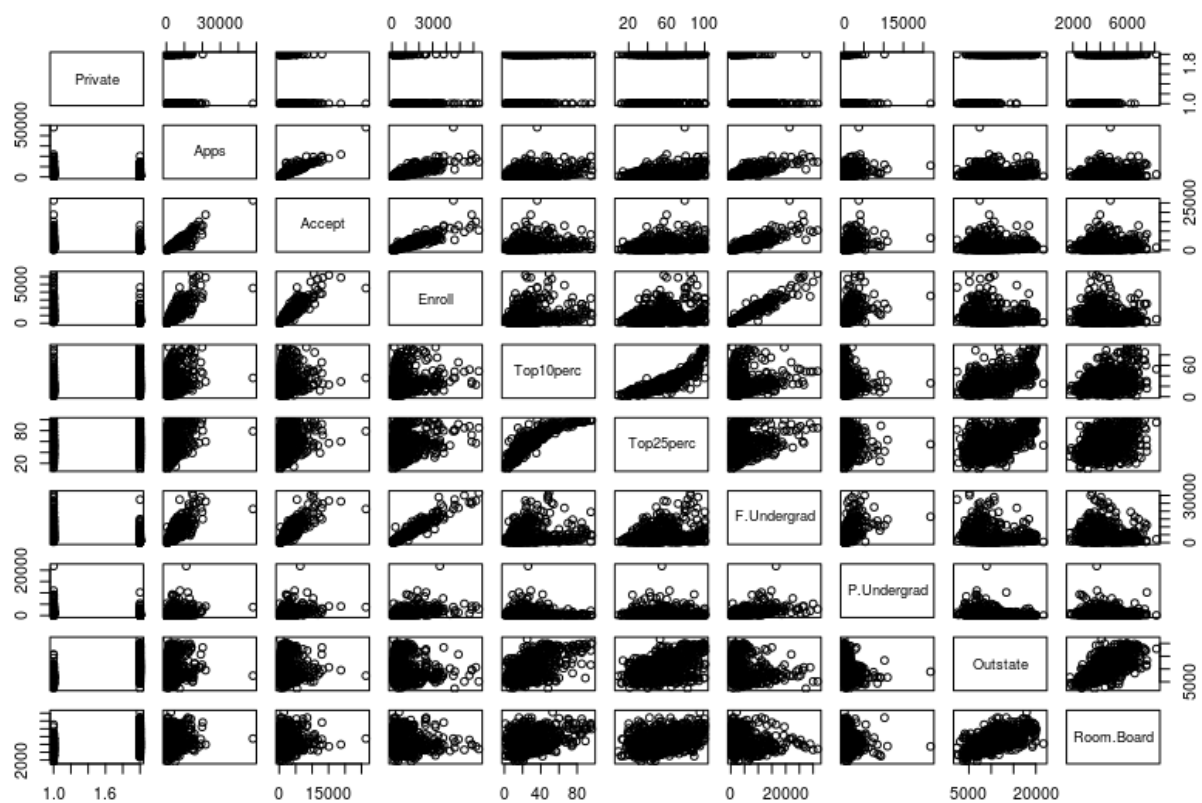 0 30000 0 3000 20 60 100 0 15000 2000 6000
Private 1.0 1.8
0 50000 Apps
Accept 0 25000
0 5000 Enroll
Top10perc 0 60
20 80 Top25perc
F.Undergrad 0 30000
0 20000 P.Undergrad
Outstate 5000
2000 Room.Board
1.0 1.6 0 15000 0 40 80 0 20000 5000 20000